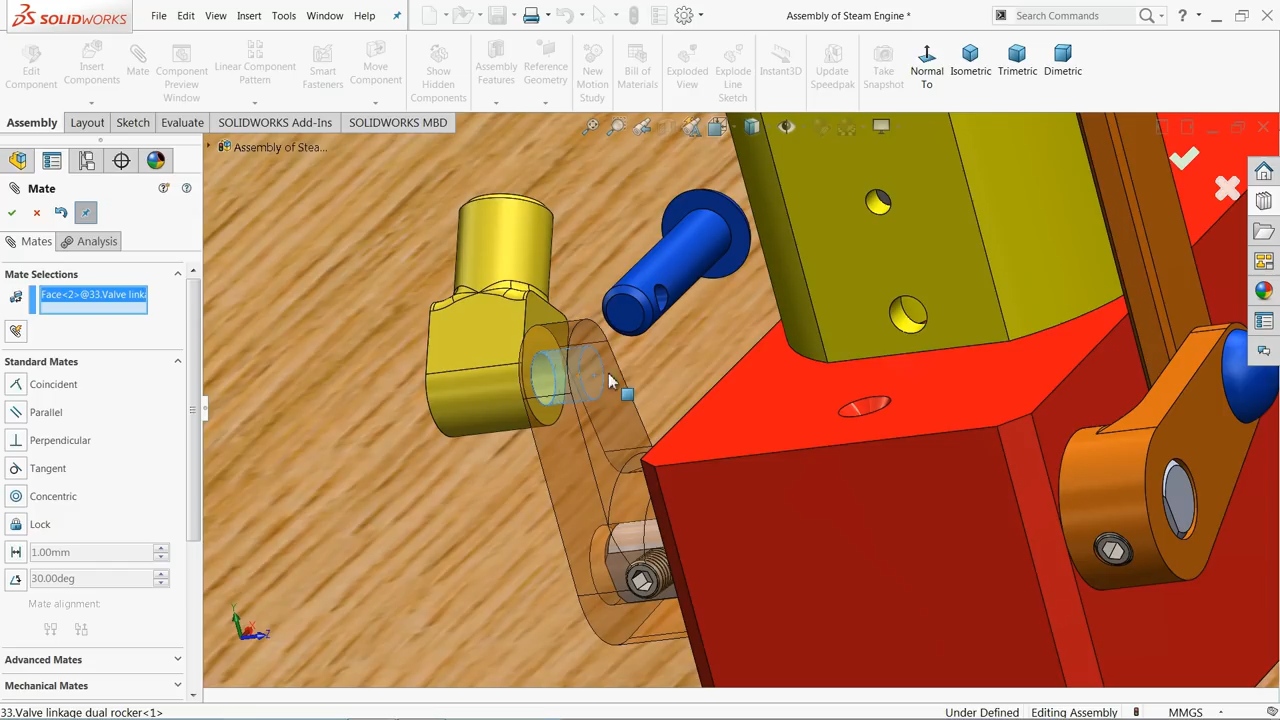 SOLIDWORKS
File Edit View Insert Tools Window Help
Assembly of Steam Engine *
Search Commands
Edit Component
Insert Components
Mate
Component Preview Window
Linear Component Pattern
Smart Fasteners
Move Component
Show Hidden Components
Assembly Features
Reference Geometry
New Motion Study
Bill of Materials
Exploded View
Explode Line Sketch
Instant3D
Update Speedpak
Take Snapshot
Normal To
Isometric
Trimetric
Dimetric
Assembly Layout Sketch Evaluate SOLIDWORKS Add-Ins SOLIDWORKS MBD
Assembly of Stea...
Mate
Mates Analysis
Mate Selections
Face<2>@33.Valve link
Standard Mates
Coincident
Parallel
Perpendicular
Tangent
Concentric
Lock
1.00mm
30.00deg
Mate alignment:
Advanced Mates
Mechanical Mates
Y
X
Z
33.Valve linkage dual rocker<1>
Under Defined Editing Assembly MMGS